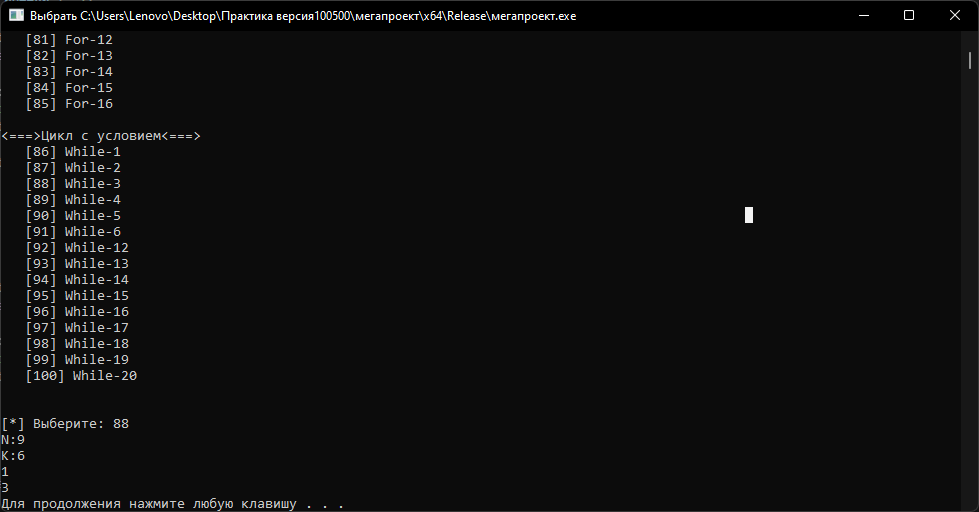 Выбрать C:\Users\Lenovo\Desktop\Практика версия100500\мегапроект\x64\Release\мегапроект.exe
[81] For-12
[82] For-13
[83] For-14
[84] For-15
[85] For-16
<===>Цикл с условием<===>
[86] While-1
[87] While-2
[88] While-3
[89] While-4
[90] While-5
[91] While-6
[92] While-12
[93] While-13
[94] While-14
[95] While-15
[96] While-16
[97] While-17
[98] While-18
[99] While-19
[100] While-20
[*] Выберите: 88
N:9
K:6
1
3
Для продолжения нажмите любую клавишу . . .